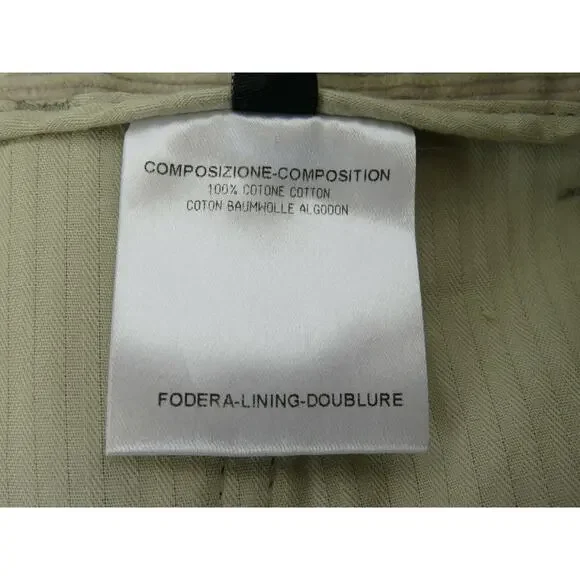 COMPOSIZIONE-COMPOSITION
100% COTONE COTTON
COTON BAUMWOLLE ALGODON
FODERA-LINING-DOUBLURE